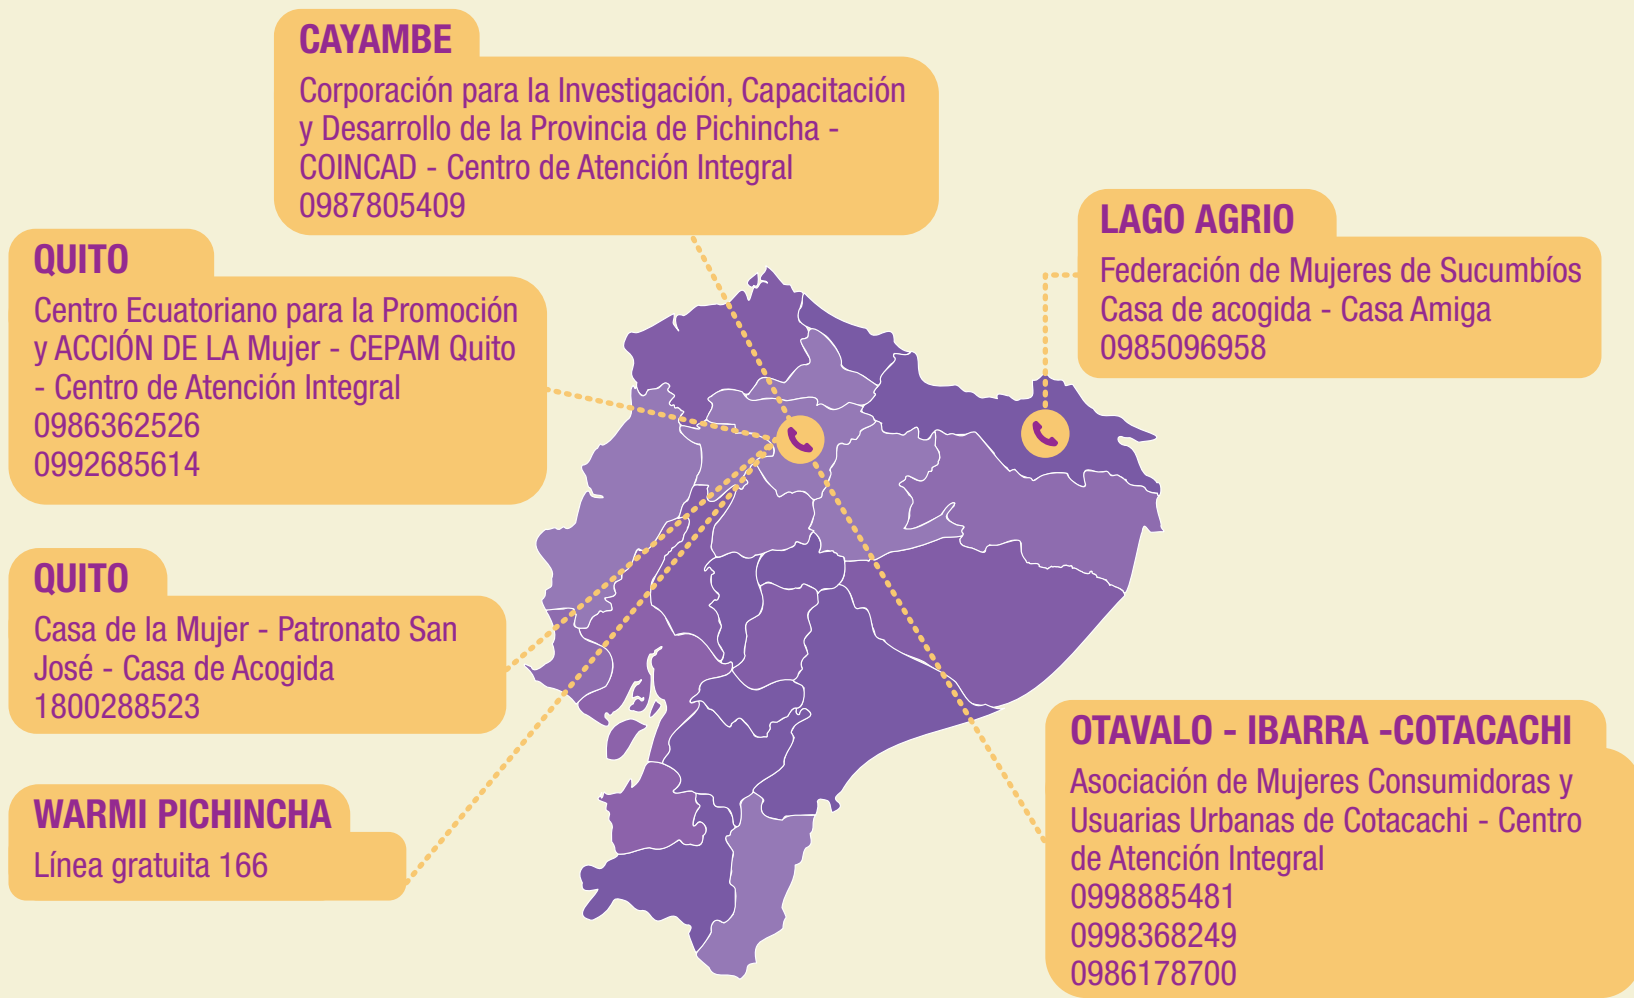 CAYAMBE
Corporación para la Investigación, Capacitación
y Desarrollo de la Provincia de Pichincha -
COINCAD - Centro de Atención Integral
0987805409
QUITO
Centro Ecuatoriano para la Promoción
y ACCIÓN DE LA Mujer - CEPAM Quito
- Centro de Atención Integral
0986362526
0992685614
QUITO
Casa de la Mujer - Patronato San
José - Casa de Acogida
1800288523
WARMI PICHINCHA
Línea gratuita 166
LAGO AGRIO
Federación de Mujeres de Sucumbíos
Casa de acogida - Casa Amiga
0985096958
OTAVALO - IBARRA -COTACACHI
Asociación de Mujeres Consumidoras y
Usuarias Urbanas de Cotacachi - Centro
de Atención Integral
0998885481
0998368249
0986178700